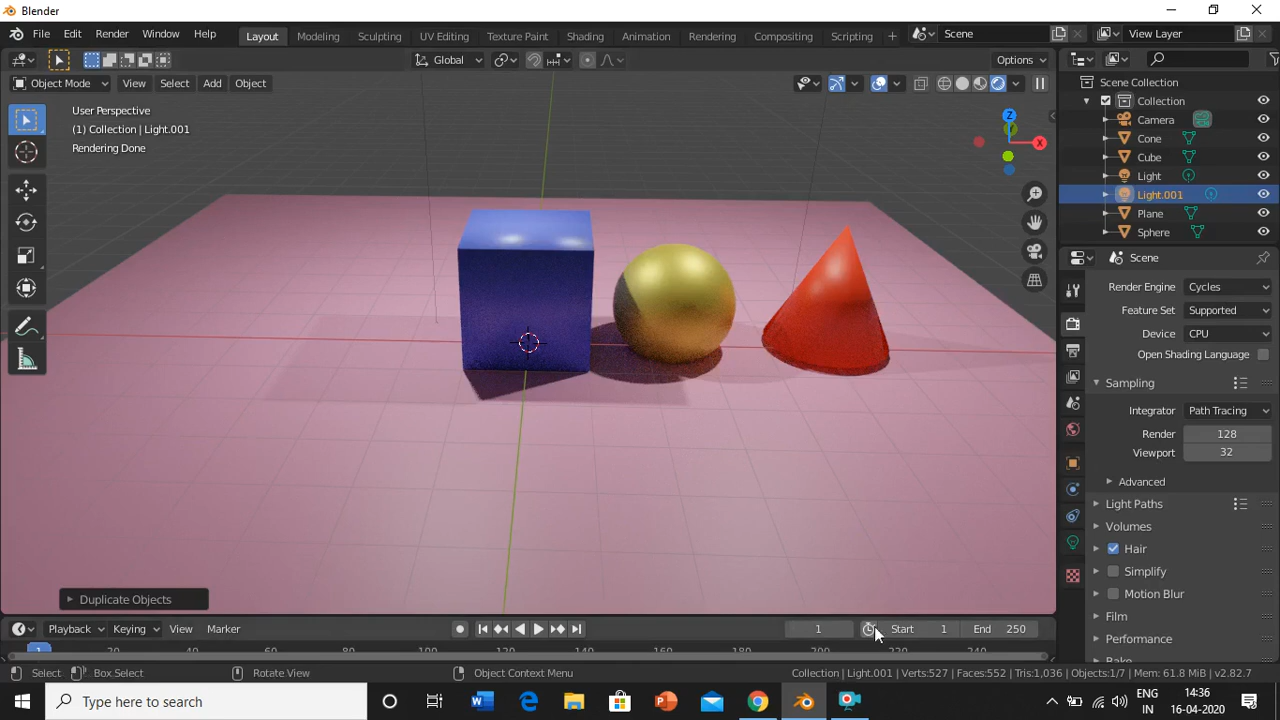 Blender
File Edit Render Window Help Layout Modeling Sculpting UV Editing Texture Paint Shading Animation Rendering Compositing Scripting Scene View Layer
Global Options
Object Mode View Select Add Object
User Perspective
(1) Collection | Light.001
Rendering Done
Z
X
Scene Collection
Collection
Camera
Cone
Cube
Light
Light.001
Plane
Sphere
Scene
Render Engine Cycles
Feature Set Supported
Device CPU
Open Shading Language
Sampling
Integrator Path Tracing
Render 128
Viewport 32
Advanced
Light Paths
Volumes
Hair
Simplify
Motion Blur
Film
Performance
Duplicate Objects
Playback Keying View Marker 1 Start 1 End 250
1 20 40 60 80 100 120 140 160 180 200 220 240
Select Box Select Rotate View Object Context Menu Collection | Light.001 | Verts:527 | Faces:552 | Tris:1,036 | Objects:1/7 | Mem: 61.8 MiB | v2.82.7
Type here to search
ENG 14:36
IN 16-04-2020